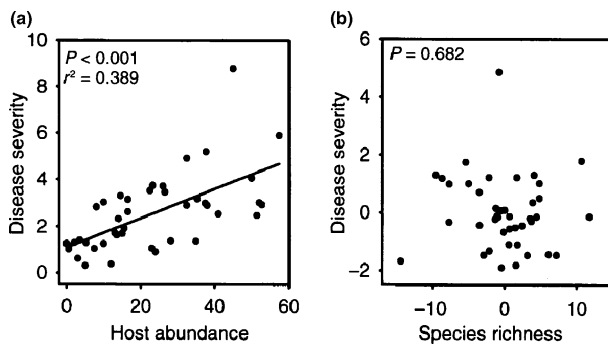 (a)
P < 0.001
r² = 0.389
Disease severity
10
8
6
4
2
0
0 20 40 60
Host abundance
(b)
P = 0.682
Disease severity
6
4
2
0
−2
−10 0 10
Species richness